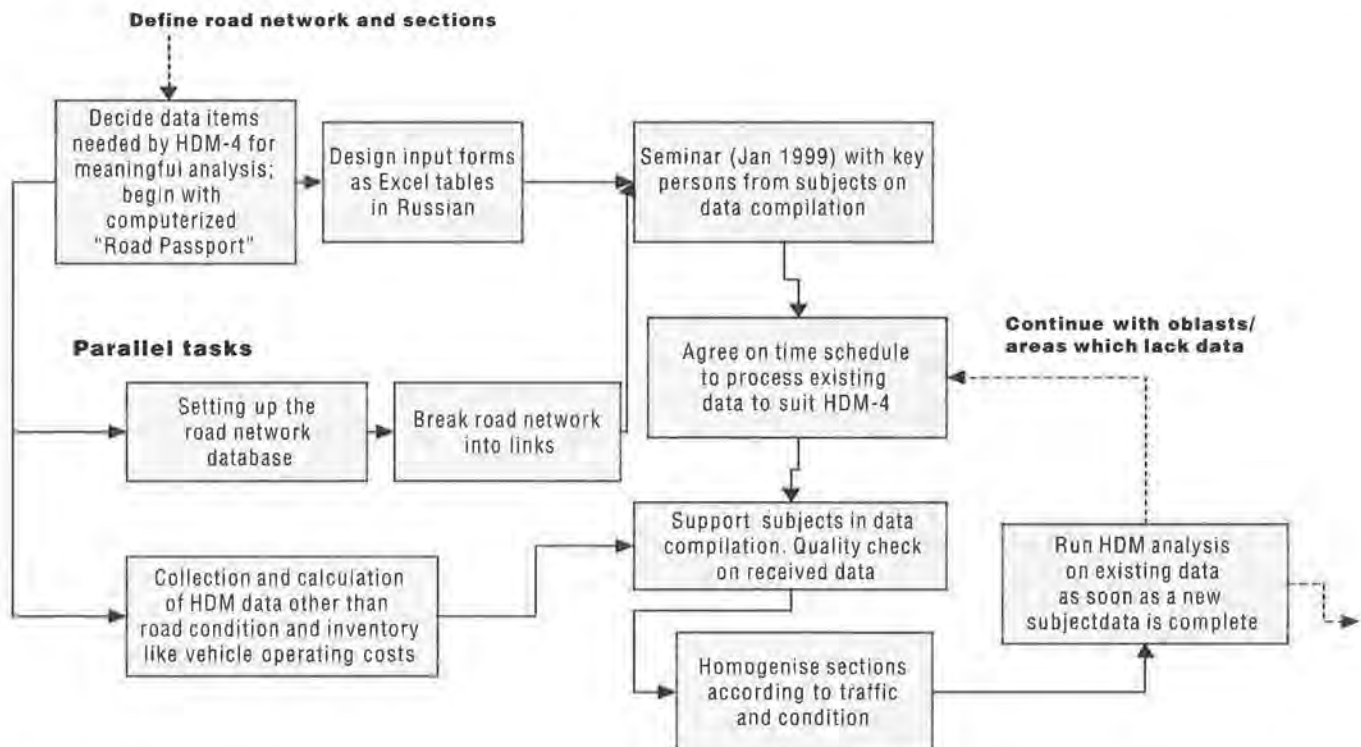 Define road network and sections
Decide data items
needed by HDM-4 for
meaningful analysis;
begin with
computerized
"Road Passport"
Design input forms
as Excel tables
in Russian
Seminar (Jan 1999) with key
persons from subjects on
data compilation
Parallel tasks
Setting up the
road network
database
Break road network
into links
Agree on time schedule
to process existing
data to suit HDM-4
Continue with oblasts/
areas which lack data
Collection and calculation
of HDM data other than
road condition and inventory
like vehicle operating costs
Support subjects in data
compilation. Quality check
on received data
Run HDM analysis
on existing data
as soon as a new
subjectdata is complete
Homogenise sections
according to traffic
and condition